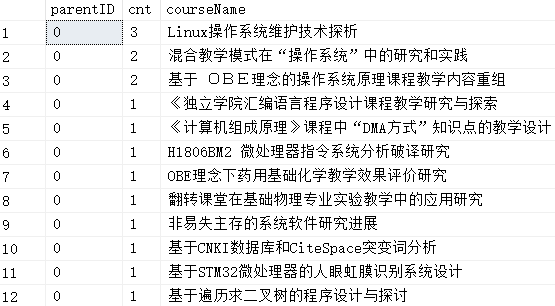 parentID cnt courseName
1 0 3 Linux操作系统维护技术探析
2 0 2 混合教学模式在“操作系统”中的研究和实践
3 0 2 基于 ＯＢＥ理念的操作系统原理课程教学内容重组
4 0 1 《独立学院汇编语言程序设计课程教学研究与探索
5 0 1 《计算机组成原理》课程中“DMA方式”知识点的教学设计
6 0 1 H1806BM2 微处理器指令系统分析破译研究
7 0 1 OBE理念下药用基础化学教学效果评价研究
8 0 1 翻转课堂在基础物理专业实验教学中的应用研究
9 0 1 非易失主存的系统软件研究进展
10 0 1 基于CNKI数据库和CiteSpace突变词分析
11 0 1 基于STM32微处理器的人眼虹膜识别系统设计
12 0 1 基于遍历求二叉树的程序设计与探讨